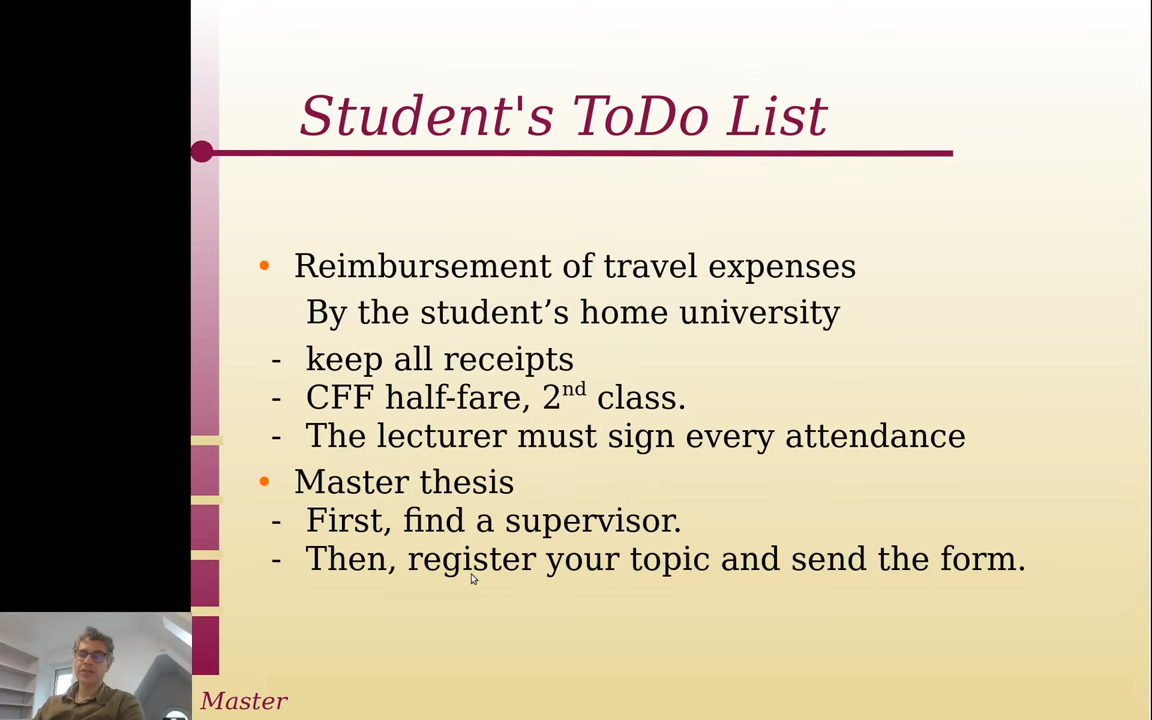 Student's ToDo List
• Reimbursement of travel expenses
By the student’s home university
- keep all receipts
- CFF half-fare, 2nd class.
- The lecturer must sign every attendance
• Master thesis
- First, find a supervisor.
- Then, register your topic and send the form.
Master